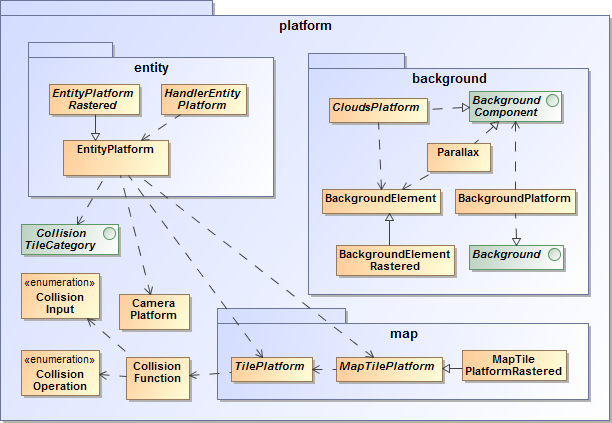 platform
entity
EntityPlatform
Rastered
HandlerEntity
Platform
EntityPlatform
background
CloudsPlatform
Background
Component
Parallax
BackgroundElement
BackgroundPlatform
BackgroundElement
Rastered
Background
Collision
TileCategory
«enumeration»
Collision
Input
Camera
Platform
«enumeration»
Collision
Operation
Collision
Function
map
TilePlatform
MapTilePlatform
MapTile
PlatformRastered